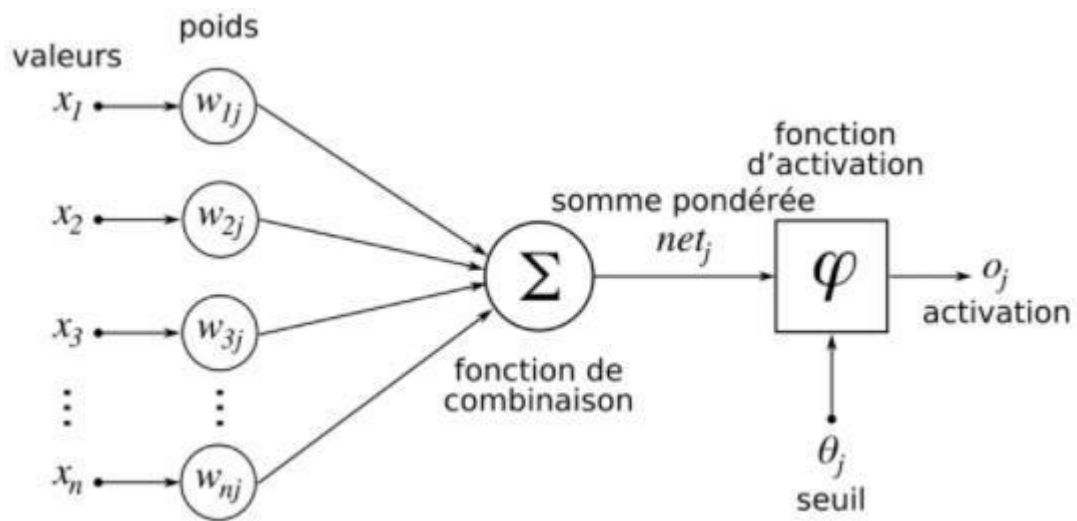 poids
valeurs
x₁
w₁ⱼ
fonction
d'activation
x₂
w₂ⱼ
somme pondérée
netⱼ
Σ
φ
oⱼ
activation
x₃
w₃ⱼ
fonction de
combinaison
θⱼ
seuil
xₙ
wₙⱼ